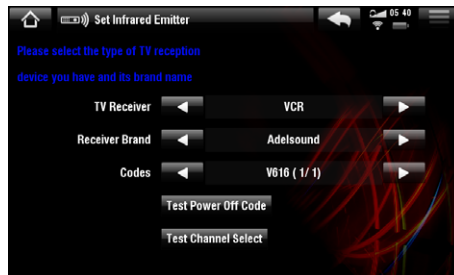 Set Infrared Emitter
05 40
Please select the type of TV reception
device you have and its brand name
TV Receiver VCR
Receiver Brand Adelsound
Codes V616 ( 1/ 1)
Test Power Off Code
Test Channel Select